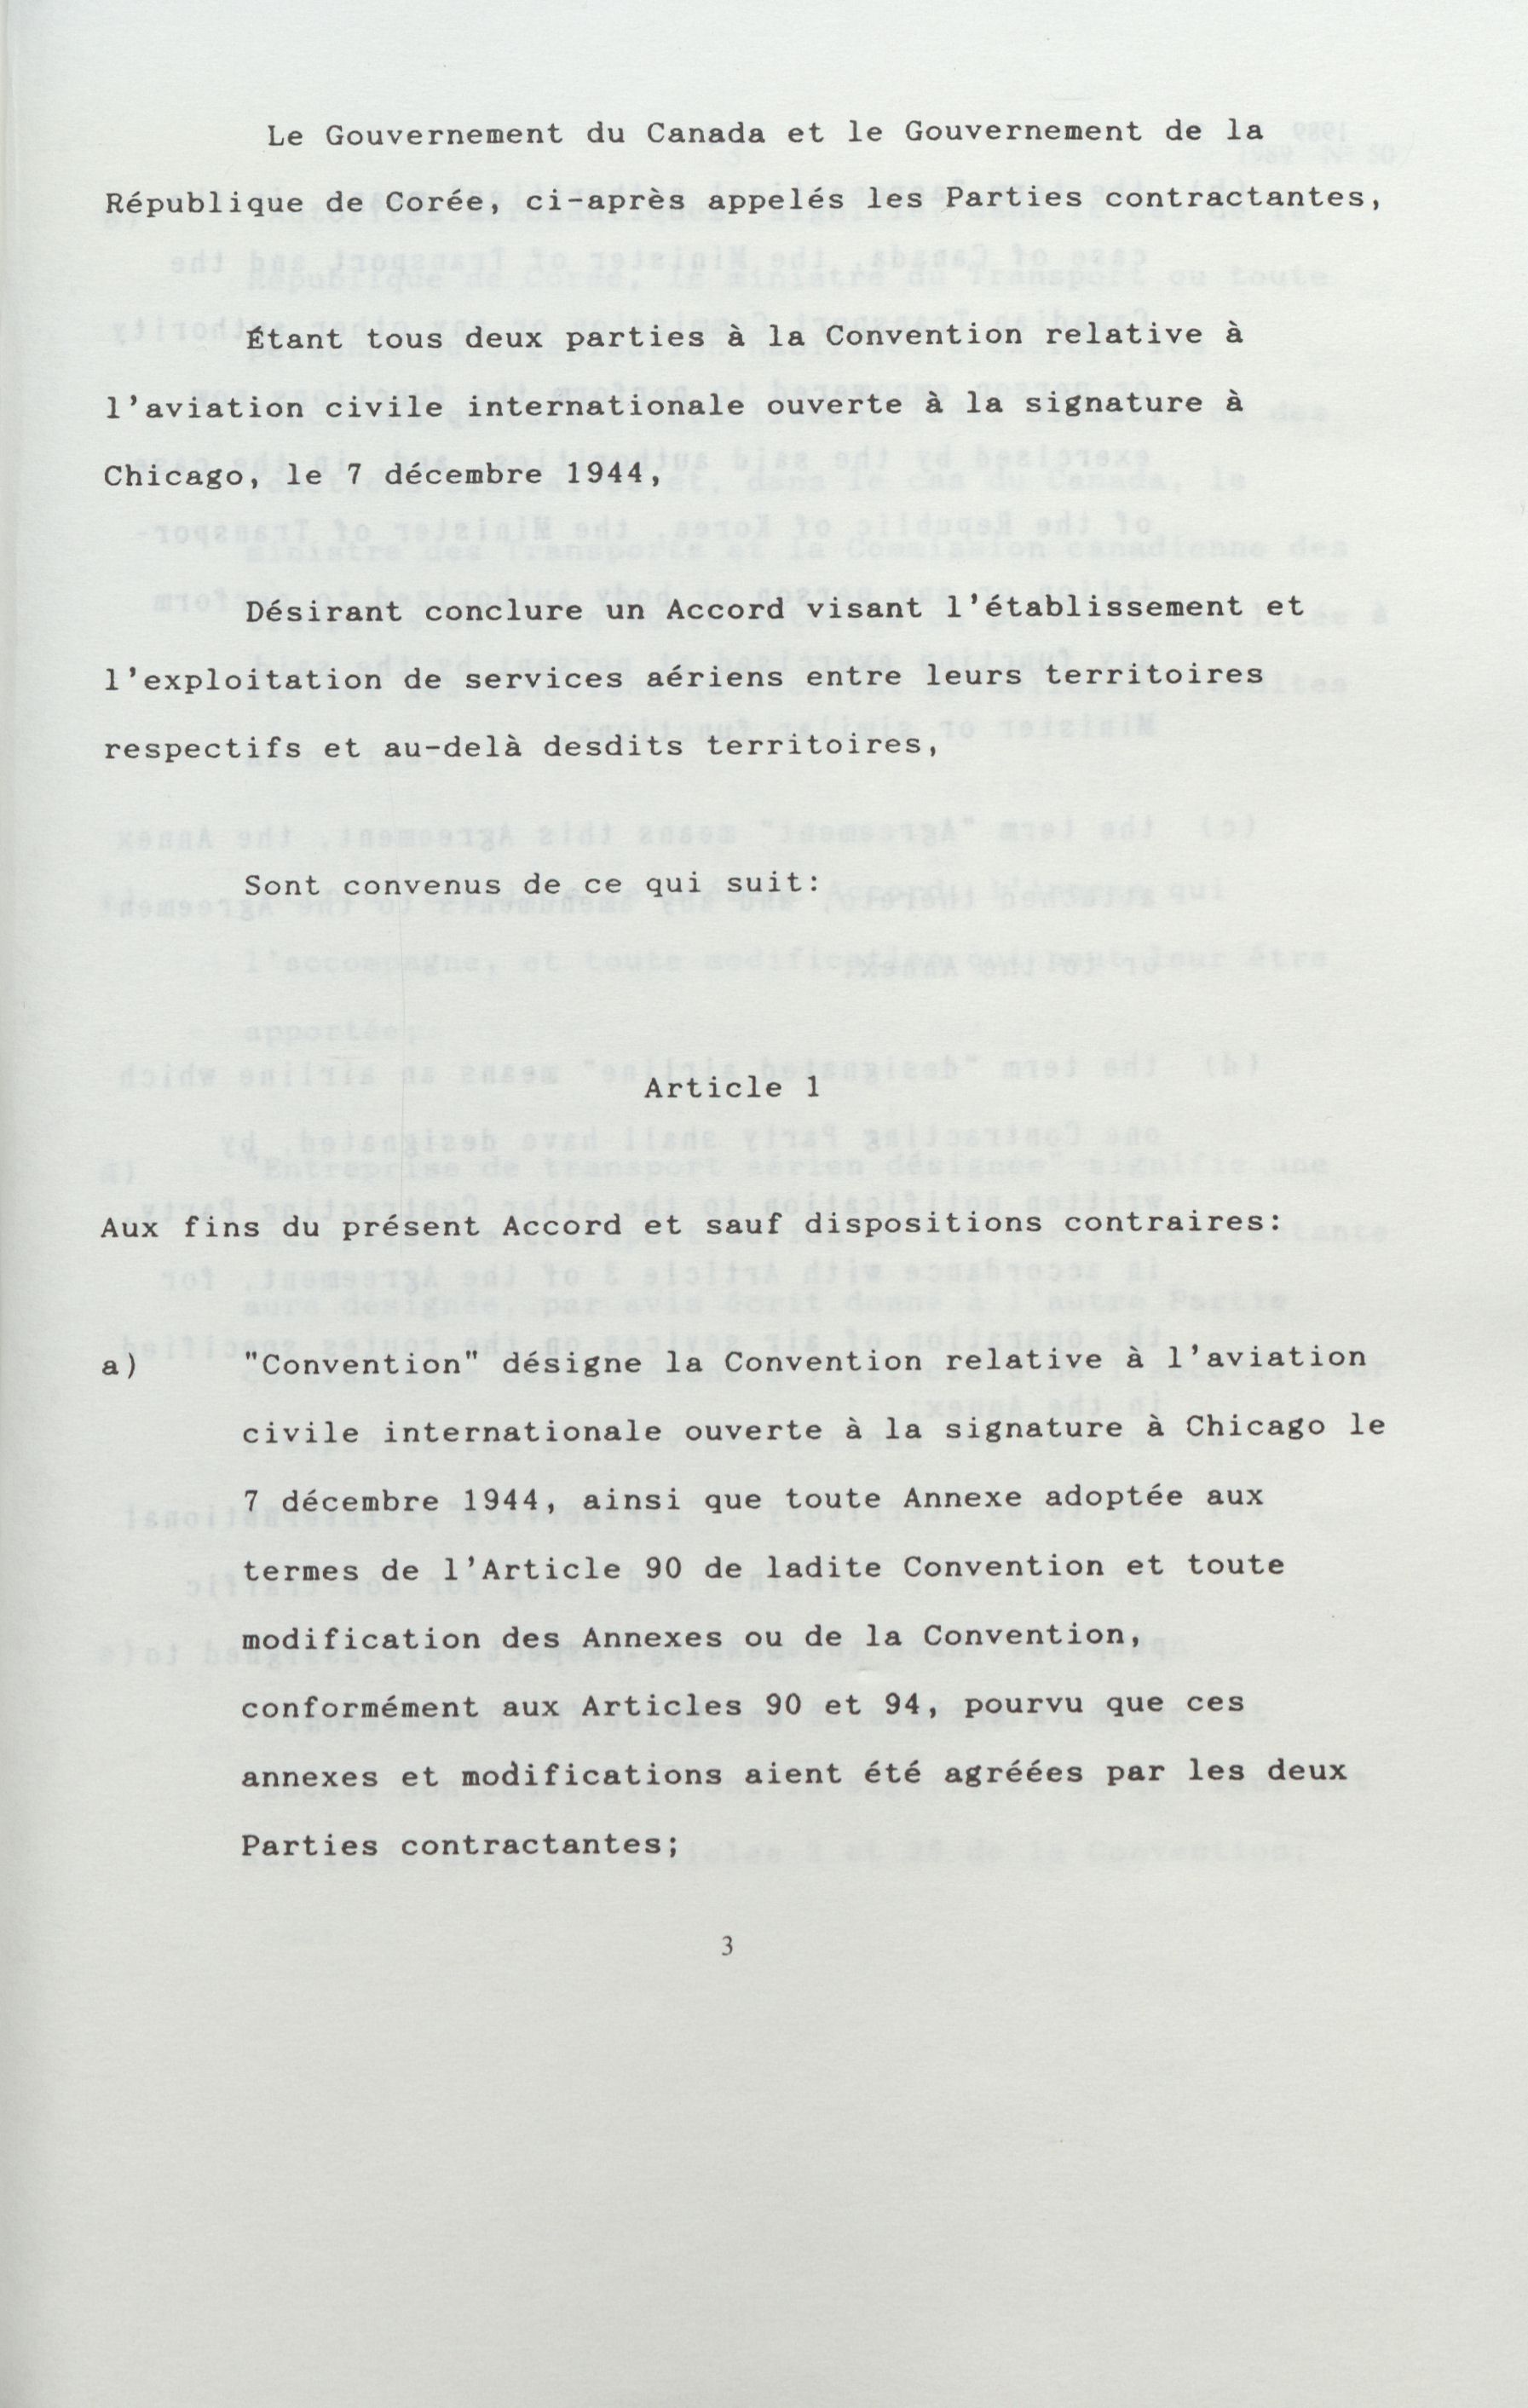 Le Gouvernement du Canada et le Gouvernement de la
République de Corée, ci-après appelés les Parties contractantes,
Étant tous deux parties à la Convention relative à
l'aviation civile internationale ouverte à la signature à
Chicago, le 7 décembre 1944,
Désirant conclure un Accord visant l'établissement et
l'exploitation de services aériens entre leurs territoires
respectifs et au-delà desdits territoires,
Sont convenus de ce qui suit:
Article 1
Aux fins du présent Accord et sauf dispositions contraires:
a) "Convention" désigne la Convention relative à l'aviation
civile internationale ouverte à la signature à Chicago le
7 décembre 1944, ainsi que toute Annexe adoptée aux
termes de l'Article 90 de ladite Convention et toute
modification des Annexes ou de la Convention,
conformément aux Articles 90 et 94, pourvu que ces
annexes et modifications aient été agréées par les deux
Parties contractantes;
3